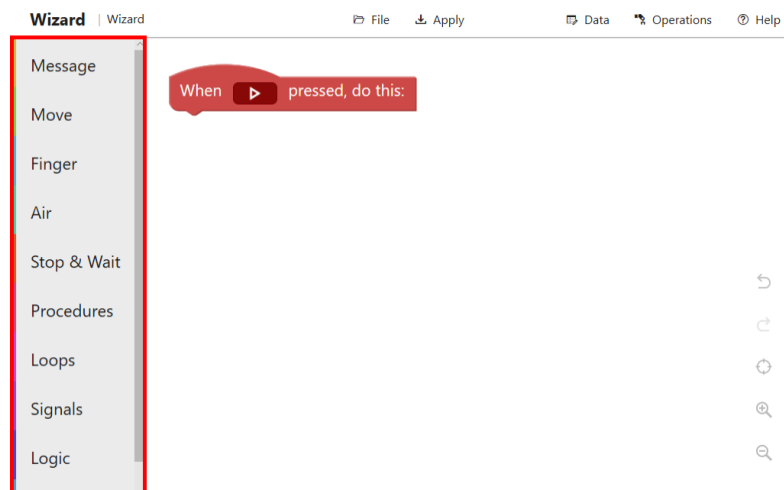 Wizard | Wizard File Apply Data Operations Help
Message
When pressed, do this:
Move
Finger
Air
Stop & Wait
Procedures
Loops
Signals
Logic